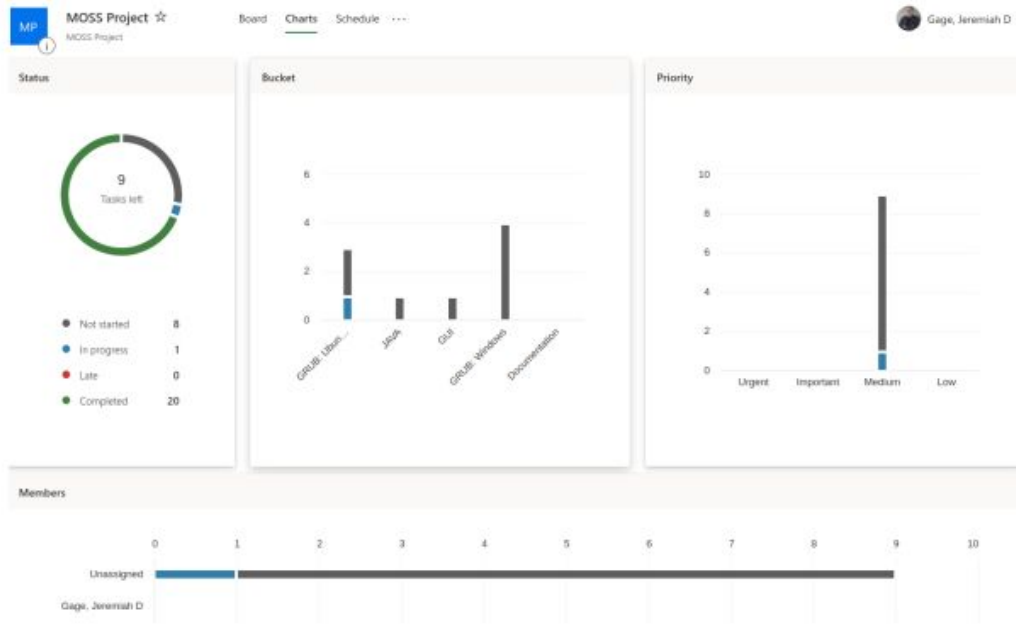 MP
MOSS Project ☆
MOSS Project
Board Charts Schedule ···
Gage, Jeremiah D
Status
9
Tasks left
Not started 8
In progress 1
Late 0
Completed 20
Bucket
6
4
2
0
GRUB: Ubun...
JAVA
GUI
GRUB: Windows
Documentation
Priority
10
8
6
4
2
0
Urgent Important Medium Low
Members
0 1 2 3 4 5 6 7 8 9 10
Unassigned
Gage, Jeremiah D